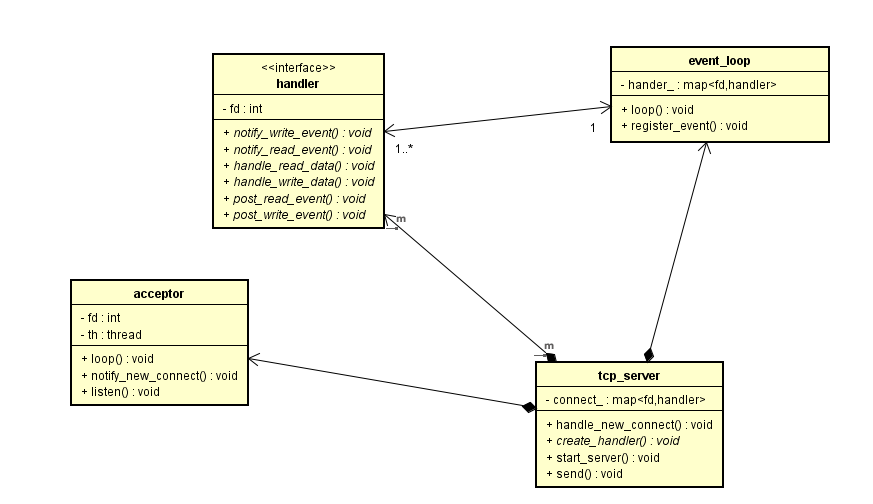 <<interface>>
handler
- fd : int
+ notify_write_event() : void
+ notify_read_event() : void
+ handle_read_data() : void
+ handle_write_data() : void
+ post_read_event() : void
+ post_write_event() : void
event_loop
- hander_ : map<fd,handler>
+ loop() : void
+ register_event() : void
1
1..*
m
acceptor
- fd : int
- th : thread
+ loop() : void
+ notify_new_connect() : void
+ listen() : void
m
tcp_server
- connect_ : map<fd,handler>
+ handle_new_connect() : void
+ create_handler() : void
+ start_server() : void
+ send() : void